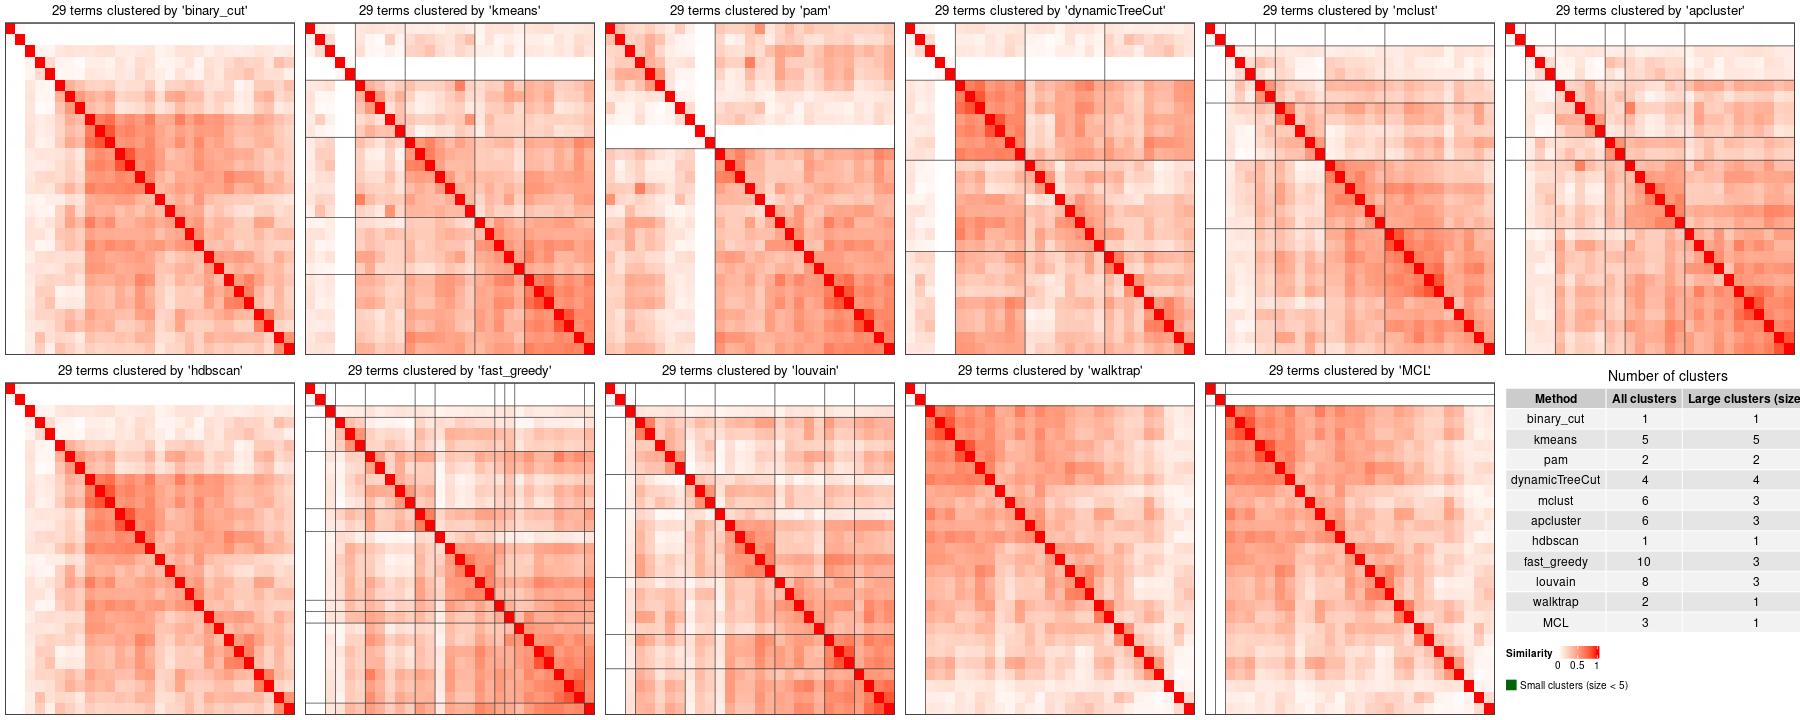 29 terms clustered by 'binary_cut'
29 terms clustered by 'kmeans'
29 terms clustered by 'pam'
29 terms clustered by 'dynamicTreeCut'
29 terms clustered by 'mclust'
29 terms clustered by 'apcluster'
29 terms clustered by 'hdbscan'
29 terms clustered by 'fast_greedy'
29 terms clustered by 'louvain'
29 terms clustered by 'walktrap'
29 terms clustered by 'MCL'
Number of clusters
Method All clusters Large clusters (size
binary_cut 1 1
kmeans 5 5
pam 2 2
dynamicTreeCut 4 4
mclust 6 3
apcluster 6 3
hdbscan 1 1
fast_greedy 10 3
louvain 8 3
walktrap 2 1
MCL 3 1
Similarity
0 0.5 1
Small clusters (size < 5)